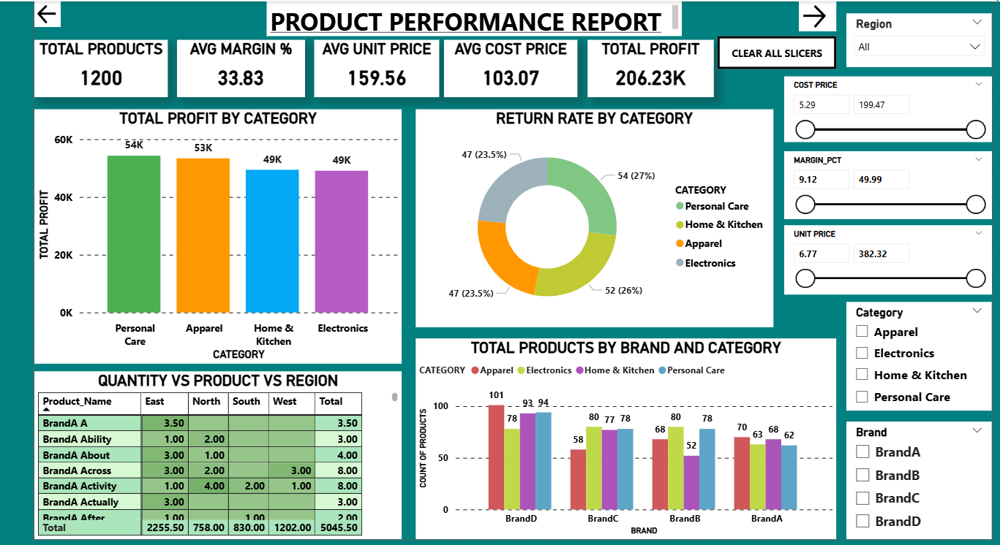 PRODUCT PERFORMANCE REPORT
TOTAL PRODUCTS
1200
AVG MARGIN %
33.83
AVG UNIT PRICE
159.56
AVG COST PRICE
103.07
TOTAL PROFIT
206.23K
CLEAR ALL SLICERS
Region
All
COST PRICE
5.29 199.47
MARGIN_PCT
9.12 49.99
UNIT PRICE
6.77 382.32
Category
Apparel
Electronics
Home & Kitchen
Personal Care
Brand
BrandA
BrandB
BrandC
BrandD
TOTAL PROFIT BY CATEGORY
TOTAL PROFIT
60K
40K
20K
0K
54K
53K
49K
49K
Personal
Care
Apparel
Home &
Kitchen
Electronics
CATEGORY
RETURN RATE BY CATEGORY
47 (23.5%)
54 (27%)
47 (23.5%)
52 (26%)
CATEGORY
Personal Care
Home & Kitchen
Apparel
Electronics
QUANTITY VS PRODUCT VS REGION
Product_Name East North South West Total
BrandA A 3.50 3.50
BrandA Ability 1.00 2.00 3.00
BrandA About 3.00 1.00 4.00
BrandA Across 3.00 2.00 3.00 8.00
BrandA Activity 1.00 4.00 2.00 1.00 8.00
BrandA Actually 3.00 3.00
BrandA After 1.00 1.00 2.00
Total 2255.50 758.00 830.00 1202.00 5045.50
TOTAL PRODUCTS BY BRAND AND CATEGORY
CATEGORY Apparel Electronics Home & Kitchen Personal Care
COUNT OF PRODUCTS
100
50
0
101 78 93 94
58 80 77 78
68 80 52 78
70 63 68 62
BrandD BrandC BrandB BrandA
BRAND